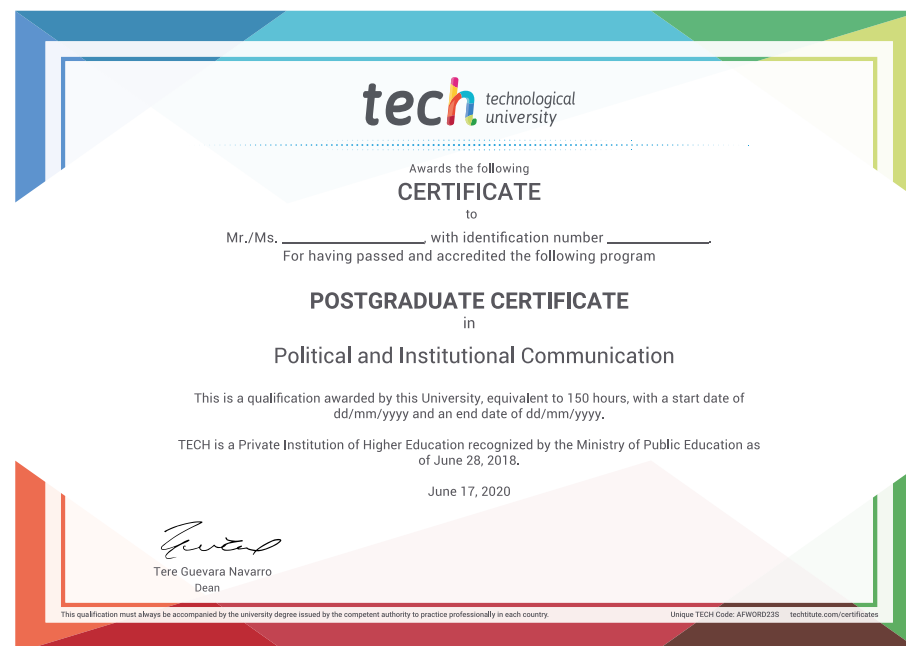 tech technological
university
Awards the following
CERTIFICATE
to
Mr./Ms. ____________, with identification number ____________.
For having passed and accredited the following program
POSTGRADUATE CERTIFICATE
in
Political and Institutional Communication
This is a qualification awarded by this University, equivalent to 150 hours, with a start date of
dd/mm/yyyy and an end date of dd/mm/yyyy.
TECH is a Private Institution of Higher Education recognized by the Ministry of Public Education as
of June 28, 2018.
June 17, 2020
Tere Guevara Navarro
Dean
This qualification must always be accompanied by the university degree issued by the competent authority to practice professionally in each country. Unique TECH Code: AFWORD23S techtitute.com/certificates